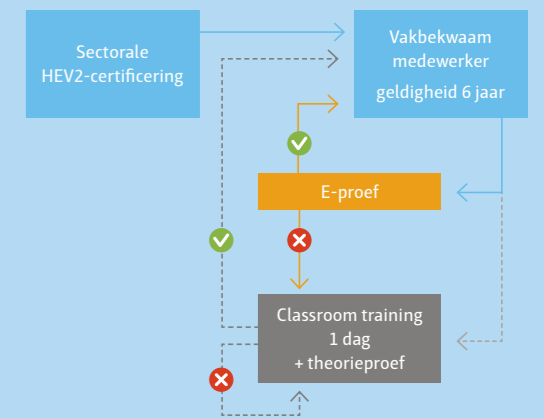 Sectorale
HEV2-certificering
Vakbekwaam
medewerker
geldigheid 6 jaar
E-proef
Classroom training
1 dag
+ theorieproef